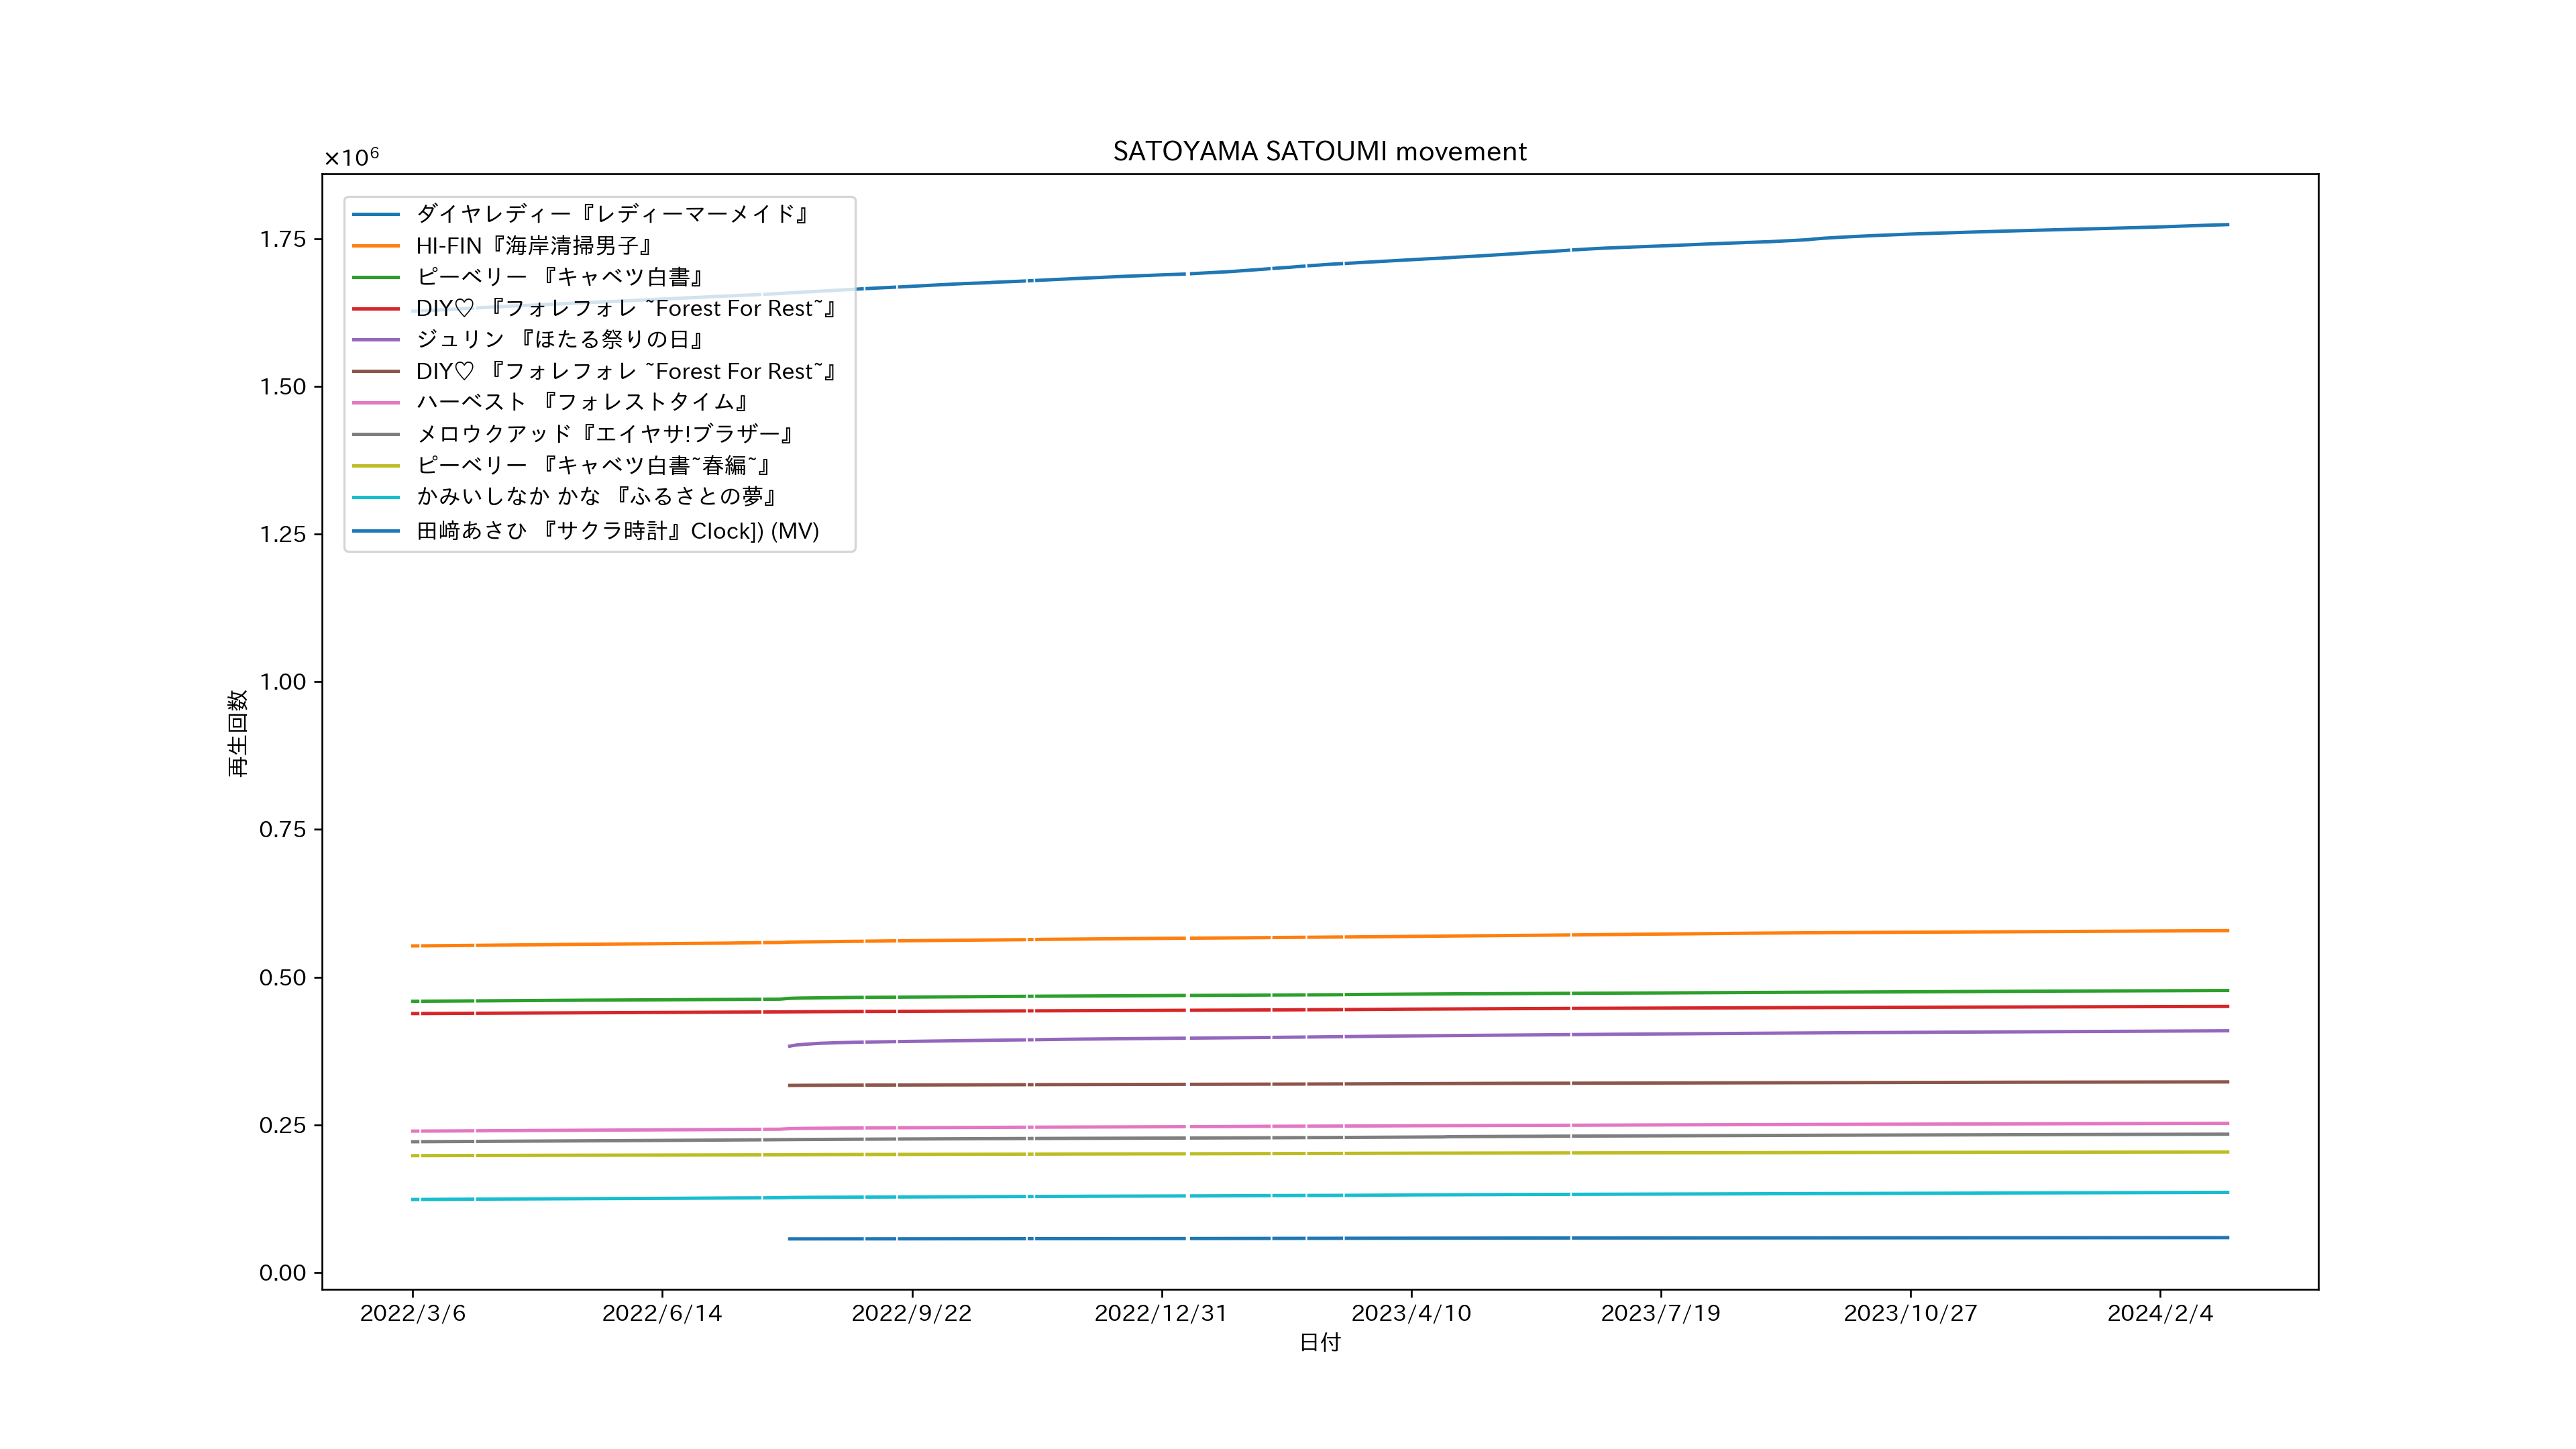 SATOYAMA SATOUMI movement
×10⁶
ダイヤレディー『レディーマーメイド』
HI-FIN『海岸清掃男子』
ピーベリー 『キャベツ白書』
DIY♡ 『フォレフォレ ~Forest For Rest~』
ジュリン 『ほたる祭りの日』
DIY♡ 『フォレフォレ ~Forest For Rest~』
ハーベスト 『フォレストタイム』
メロウクアッド『エイヤサ!ブラザー』
ピーベリー 『キャベツ白書~春編~』
かみいしなか かな 『ふるさとの夢』
田﨑あさひ 『サクラ時計』Clock]) (MV)
1.75
1.50
1.25
1.00
0.75
0.50
0.25
0.00
再生回数
2022/3/6 2022/6/14 2022/9/22 2022/12/31 2023/4/10 2023/7/19 2023/10/27 2024/2/4
日付